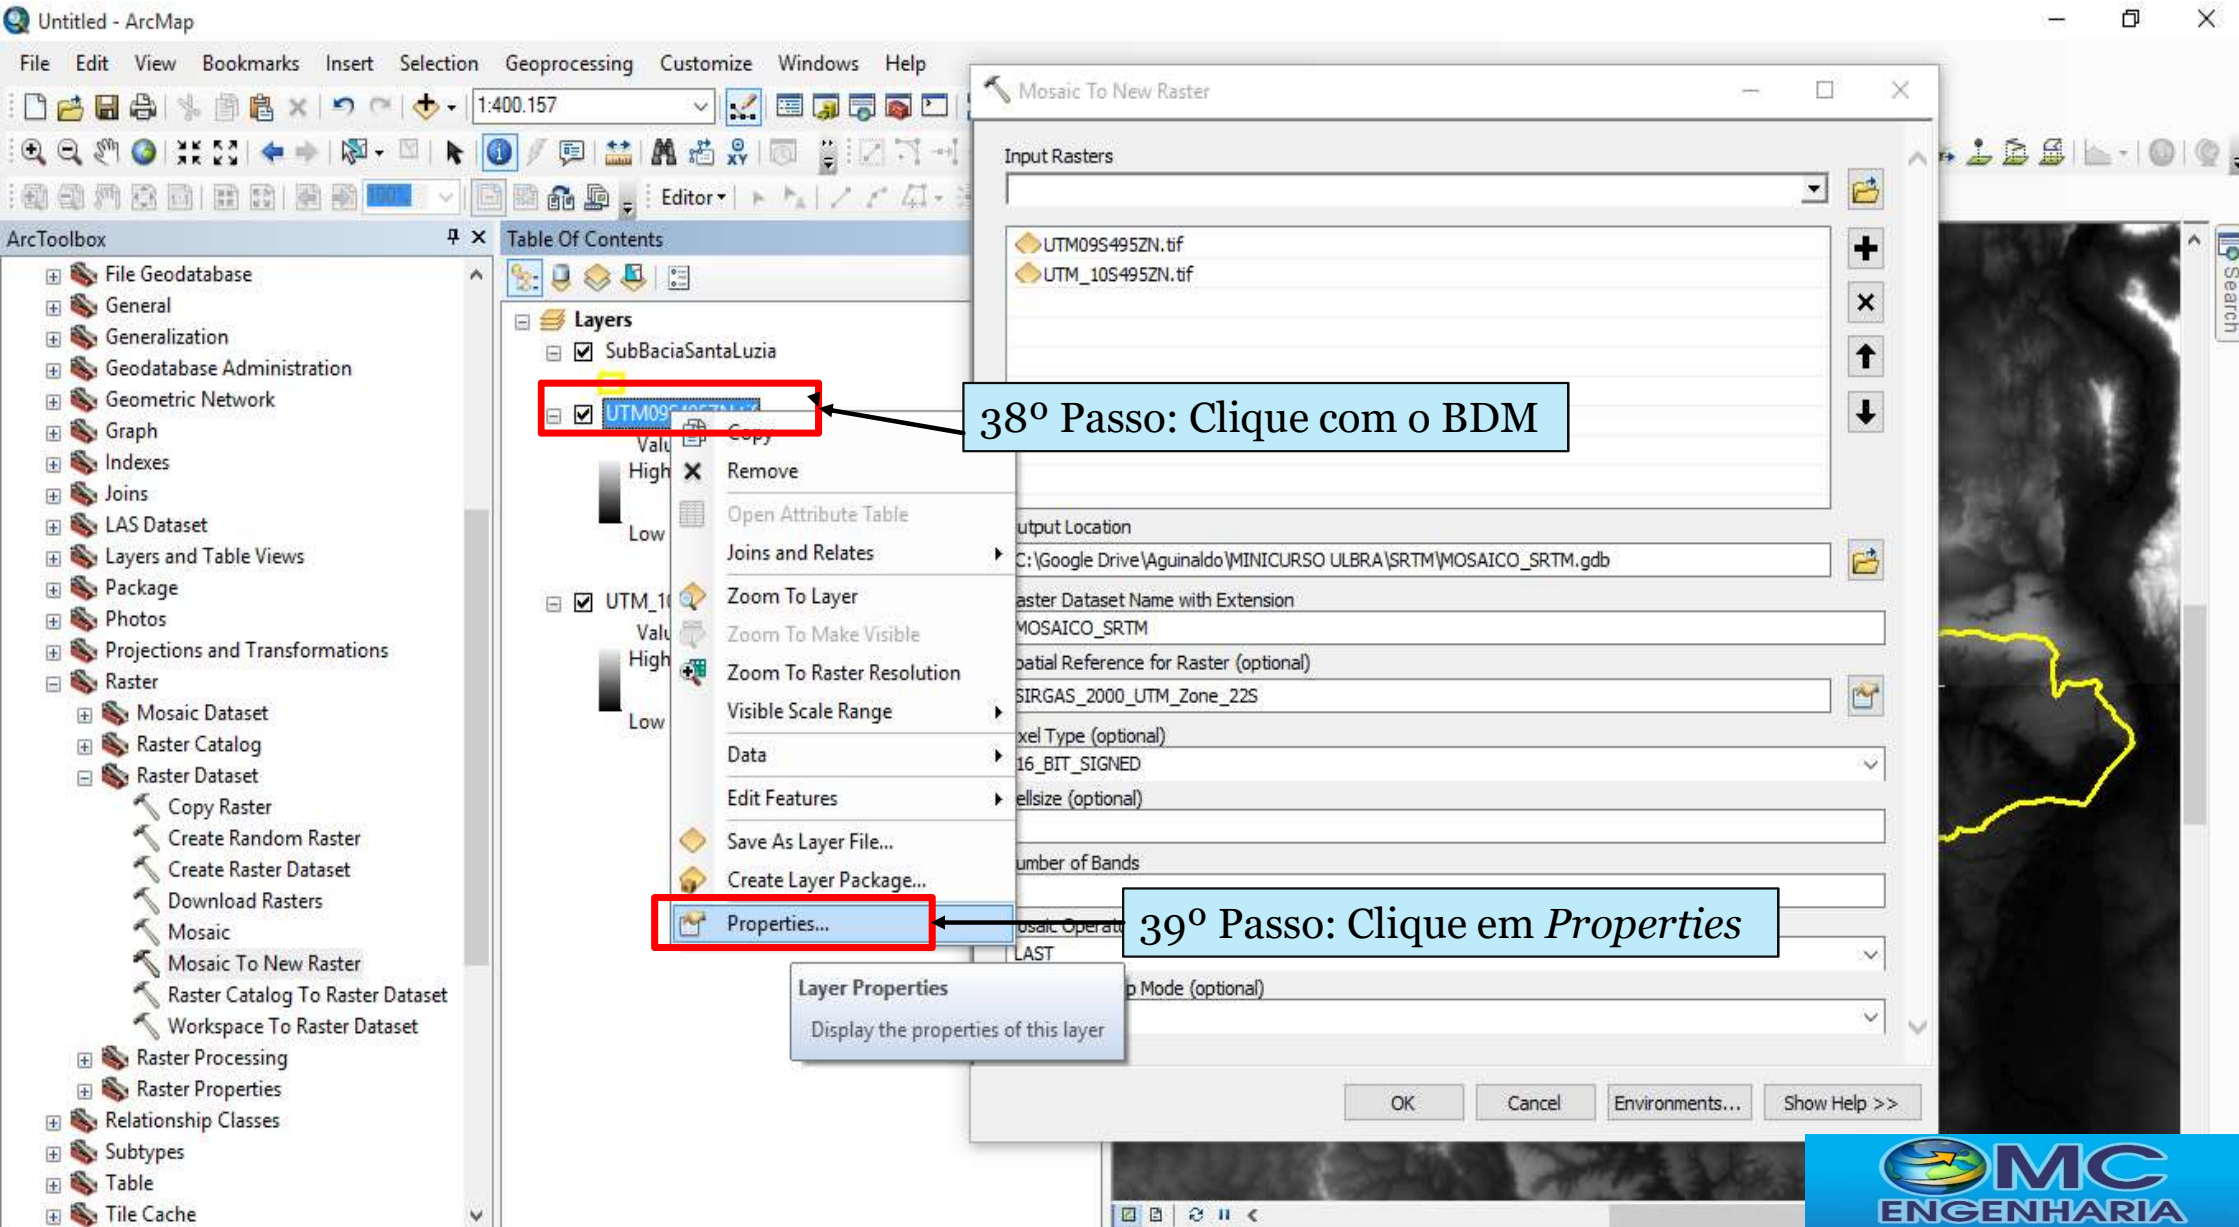 Untitled - ArcMap
File Edit View Bookmarks Insert Selection Geoprocessing Customize Windows Help
1:400.157
100%
Editor
ArcToolbox
File Geodatabase
General
Generalization
Geodatabase Administration
Geometric Network
Graph
Indexes
Joins
LAS Dataset
Layers and Table Views
Package
Photos
Projections and Transformations
Raster
Mosaic Dataset
Raster Catalog
Raster Dataset
Copy Raster
Create Random Raster
Create Raster Dataset
Download Rasters
Mosaic
Mosaic To New Raster
Raster Catalog To Raster Dataset
Workspace To Raster Dataset
Raster Processing
Raster Properties
Relationship Classes
Subtypes
Table
Tile Cache
Table Of Contents
Layers
SubBaciaSantaLuzia
UTM09S495ZN.tif
Valu
High
Low
UTM_10
Valu
High
Low
Copy
Remove
Open Attribute Table
Joins and Relates
Zoom To Layer
Zoom To Make Visible
Zoom To Raster Resolution
Visible Scale Range
Data
Edit Features
Save As Layer File...
Create Layer Package...
Properties...
Layer Properties
Display the properties of this layer
38º Passo: Clique com o BDM
39º Passo: Clique em Properties
Mosaic To New Raster
Input Rasters
UTM09S495ZN.tif
UTM_10S495ZN.tif
utput Location
C:\Google Drive\Aguinaldo\MINICURSO ULBRA\SRTM\MOSAICO_SRTM.gdb
aster Dataset Name with Extension
MOSAICO_SRTM
patial Reference for Raster (optional)
SIRGAS_2000_UTM_Zone_22S
ixel Type (optional)
16_BIT_SIGNED
ellsize (optional)
umber of Bands
osaic Operato
LAST
p Mode (optional)
OK Cancel Environments... Show Help >>
Search
MC
ENGENHARIA